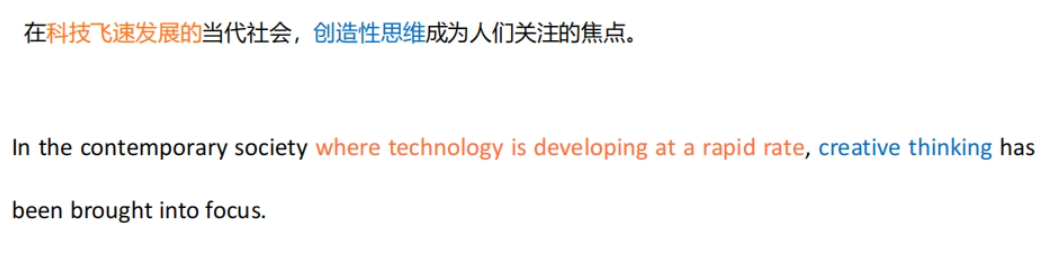 在科技飞速发展的当代社会，创造性思维成为人们关注的焦点。
In the contemporary society where technology is developing at a rapid rate, creative thinking has
been brought into focus.